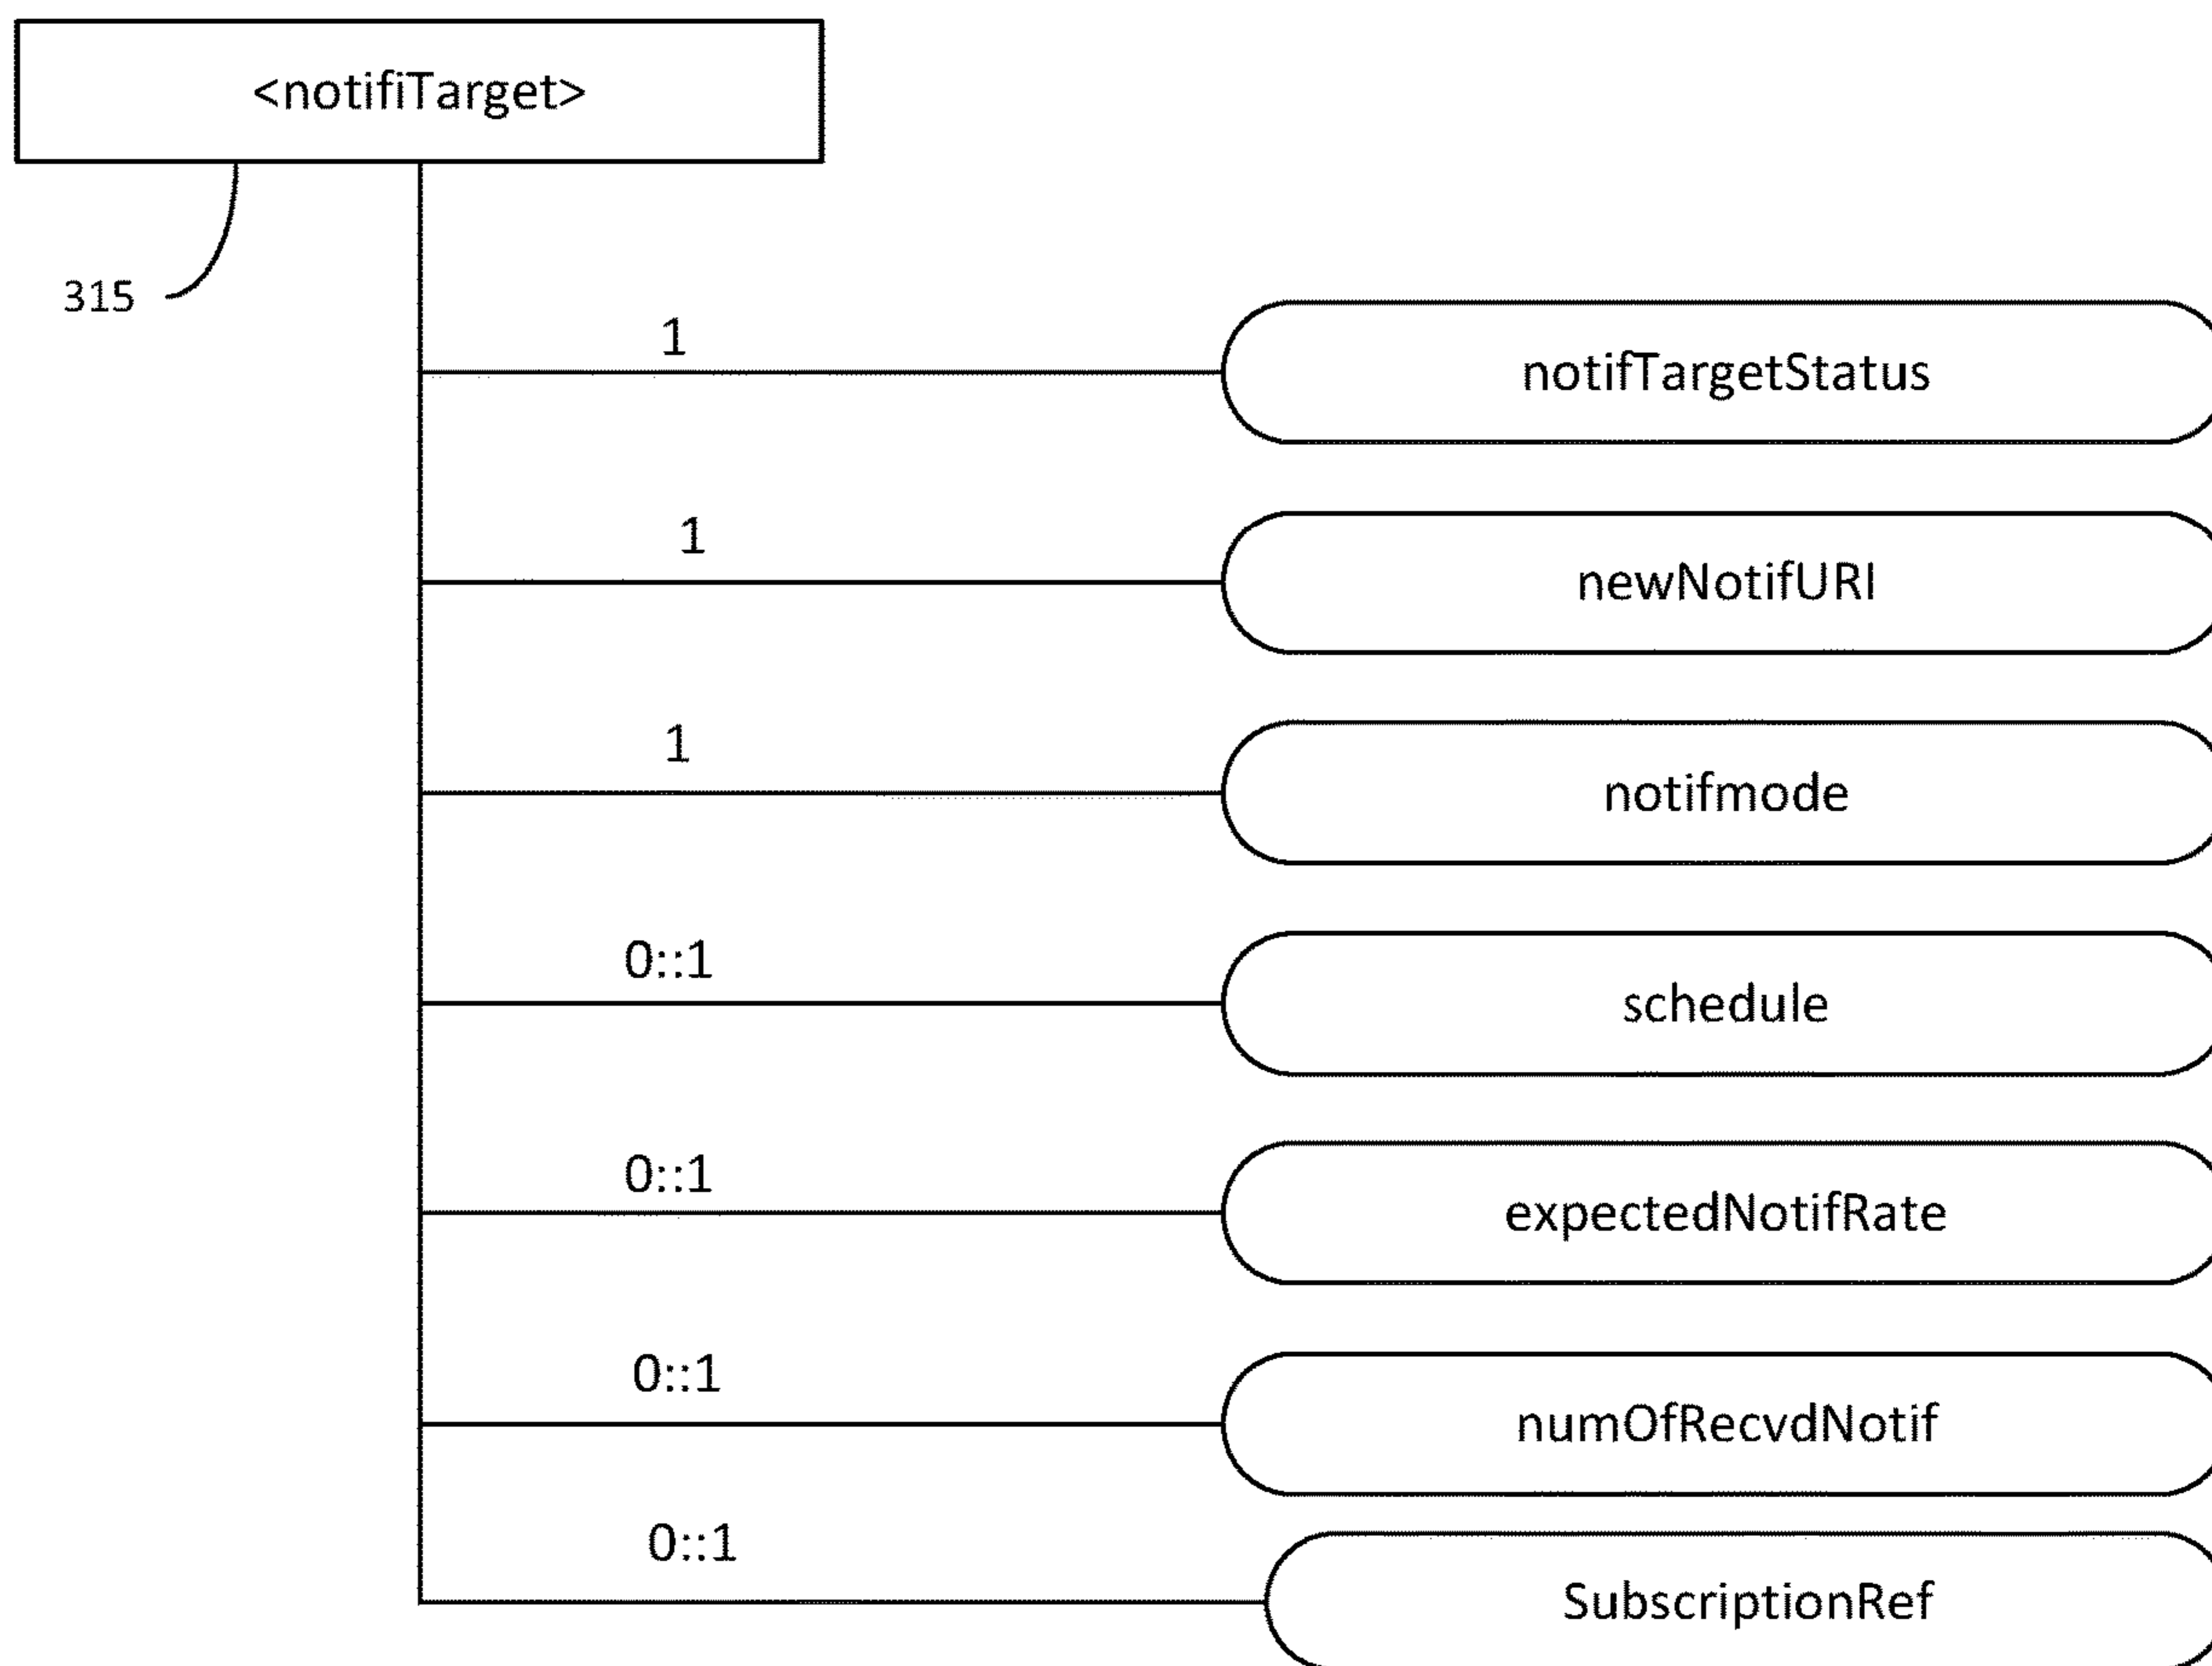 <notifiTarget>
315
1
notifTargetStatus
1
newNotifURI
1
notifmode
0::1
schedule
0::1
expectedNotifRate
0::1
numOfRecvdNotif
0::1
SubscriptionRef